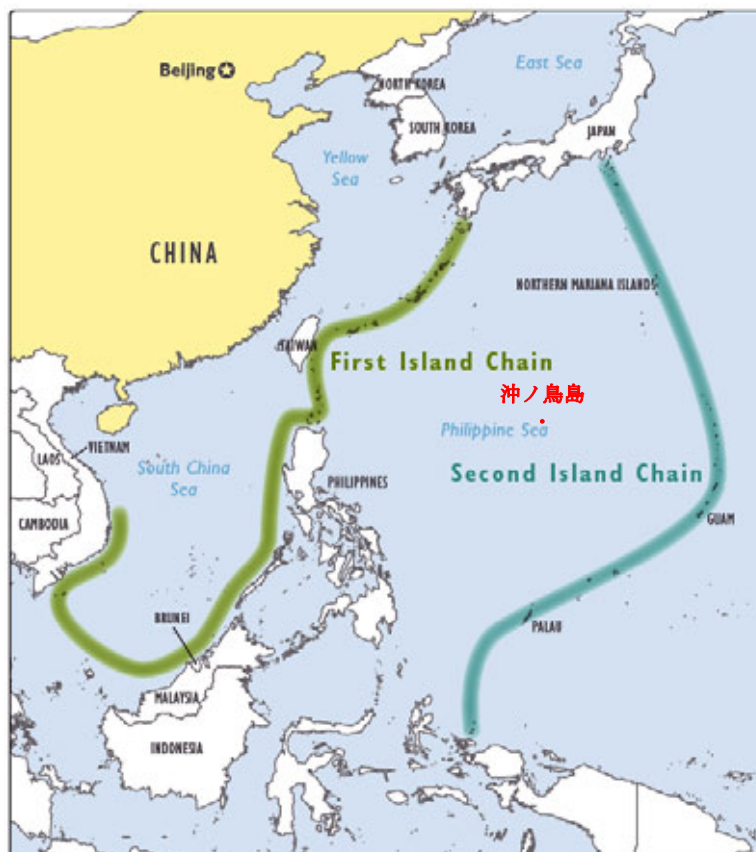 Beijing
East Sea
NORTH KOREA
SOUTH KOREA
JAPAN
Yellow
Sea
CHINA
NORTHERN MARIANA ISLANDS
TAIWAN
First Island Chain
沖ノ鳥島
Philippine Sea
VIETNAM
LAOS
South China
Sea
Second Island Chain
PHILIPPINES
CAMBODIA
GUAM
BRUNEI
PALAU
MALAYSIA
INDONESIA